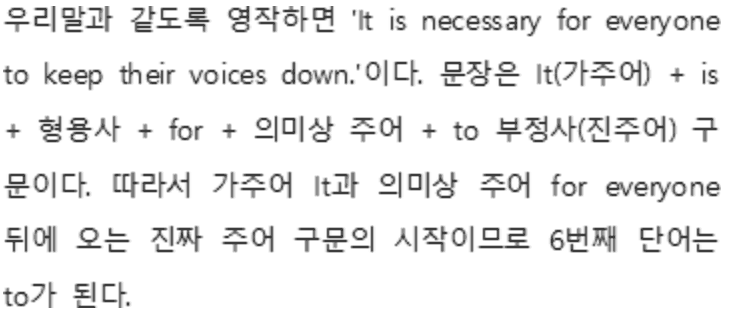 우리말과 같도록 영작하면 'It is necessary for everyone
to keep their voices down.'이다. 문장은 It(가주어) + is
+ 형용사 + for + 의미상 주어 + to 부정사(진주어) 구
문이다. 따라서 가주어 It과 의미상 주어 for everyone
뒤에 오는 진짜 주어 구문의 시작이므로 6번째 단어는
to가 된다.